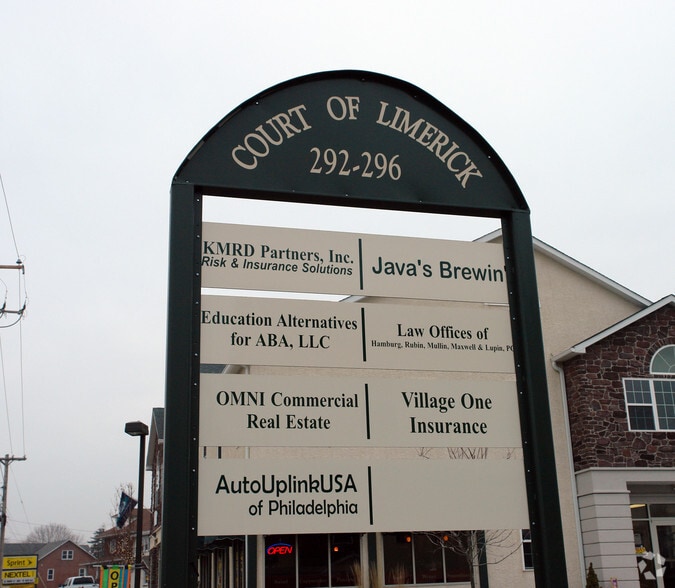 COURT OF LIMERICK
292-296
KMRD Partners, Inc.
Risk & Insurance Solutions
Java's Brewin'
Education Alternatives
for ABA, LLC
Law Offices of
Hamburg, Rubin, Mullin, Maxwell & Lupin, PC
OMNI Commercial
Real Estate
Village One
Insurance
AutoUplinkUSA
of Philadelphia
OPEN
Sprint
NEXTEL